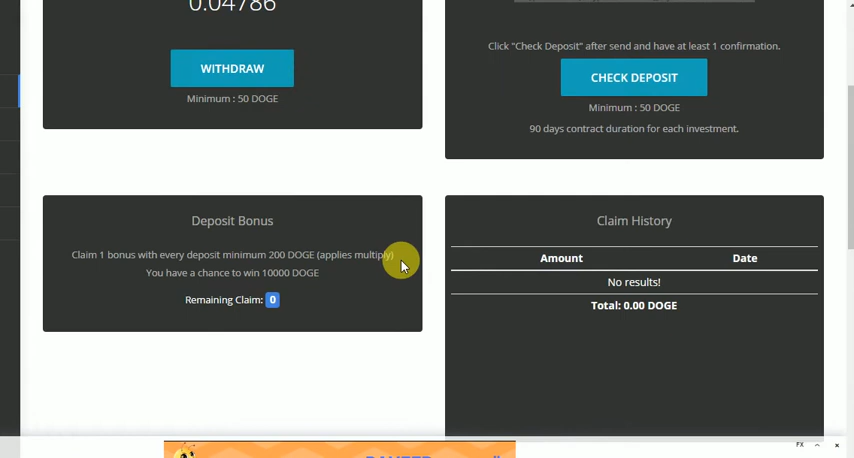 0.04786
WITHDRAW
Minimum : 50 DOGE
Click "Check Deposit" after send and have at least 1 confirmation.
CHECK DEPOSIT
Minimum : 50 DOGE
90 days contract duration for each investment.
Deposit Bonus
Claim 1 bonus with every deposit minimum 200 DOGE (applies multiply)
You have a chance to win 10000 DOGE
Remaining Claim: 0
Claim History
Amount Date
No results!
Total: 0.00 DOGE
FX